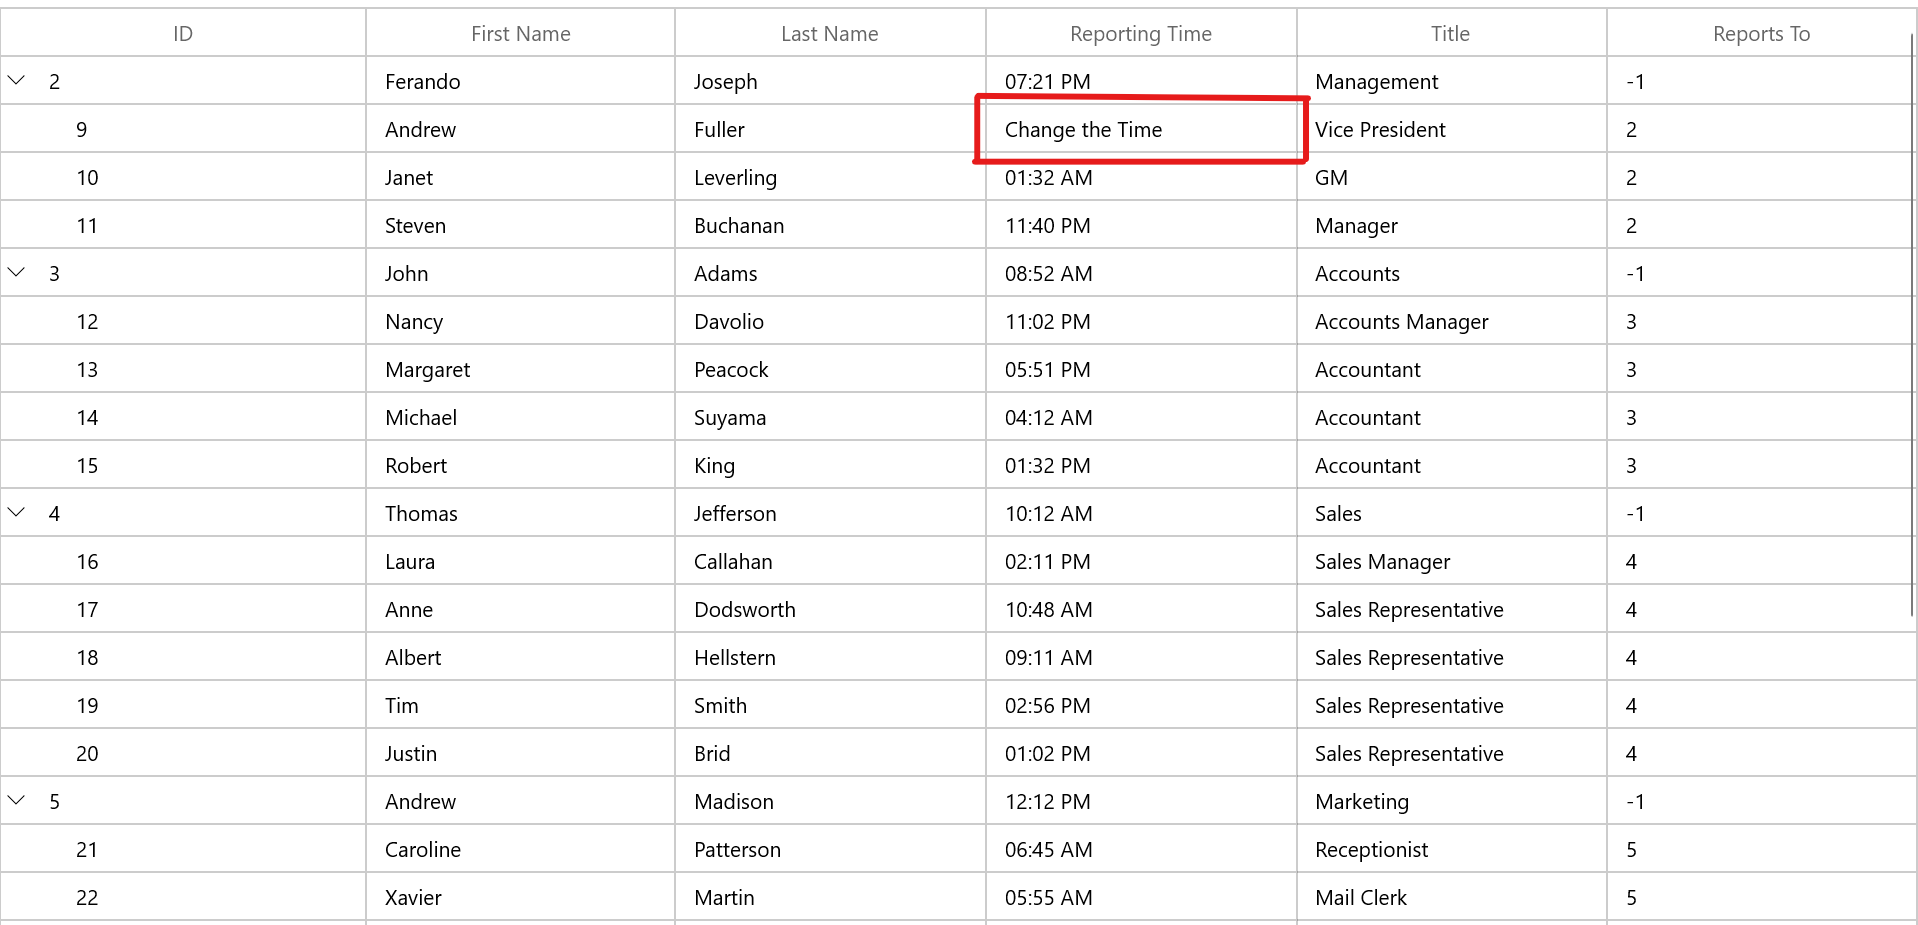 ID First Name Last Name Reporting Time Title Reports To
2 Ferando Joseph 07:21 PM Management -1
9 Andrew Fuller Change the Time Vice President 2
10 Janet Leverling 01:32 AM GM 2
11 Steven Buchanan 11:40 PM Manager 2
3 John Adams 08:52 AM Accounts -1
12 Nancy Davolio 11:02 PM Accounts Manager 3
13 Margaret Peacock 05:51 PM Accountant 3
14 Michael Suyama 04:12 AM Accountant 3
15 Robert King 01:32 PM Accountant 3
4 Thomas Jefferson 10:12 AM Sales -1
16 Laura Callahan 02:11 PM Sales Manager 4
17 Anne Dodsworth 10:48 AM Sales Representative 4
18 Albert Hellstern 09:11 AM Sales Representative 4
19 Tim Smith 02:56 PM Sales Representative 4
20 Justin Brid 01:02 PM Sales Representative 4
5 Andrew Madison 12:12 PM Marketing -1
21 Caroline Patterson 06:45 AM Receptionist 5
22 Xavier Martin 05:55 AM Mail Clerk 5